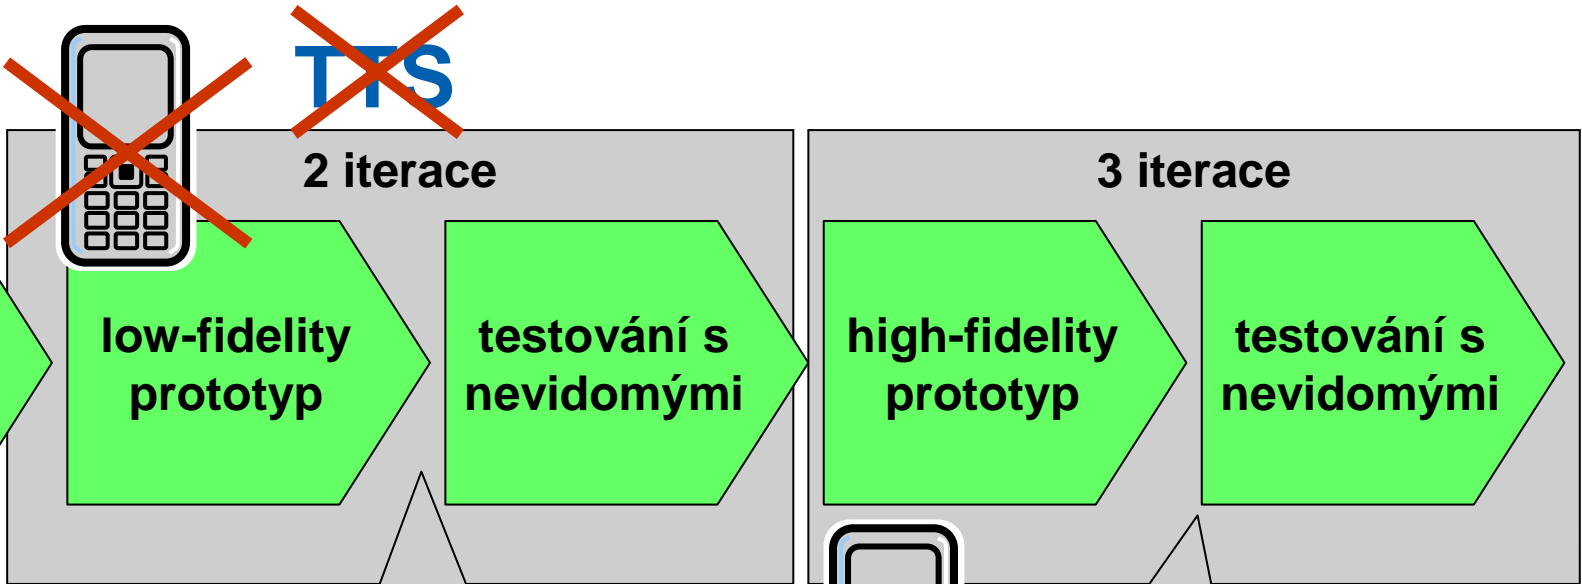 TTS
2 iterace
3 iterace
low-fidelity
prototyp
testování s
nevidomými
high-fidelity
prototyp
testování s
nevidomými